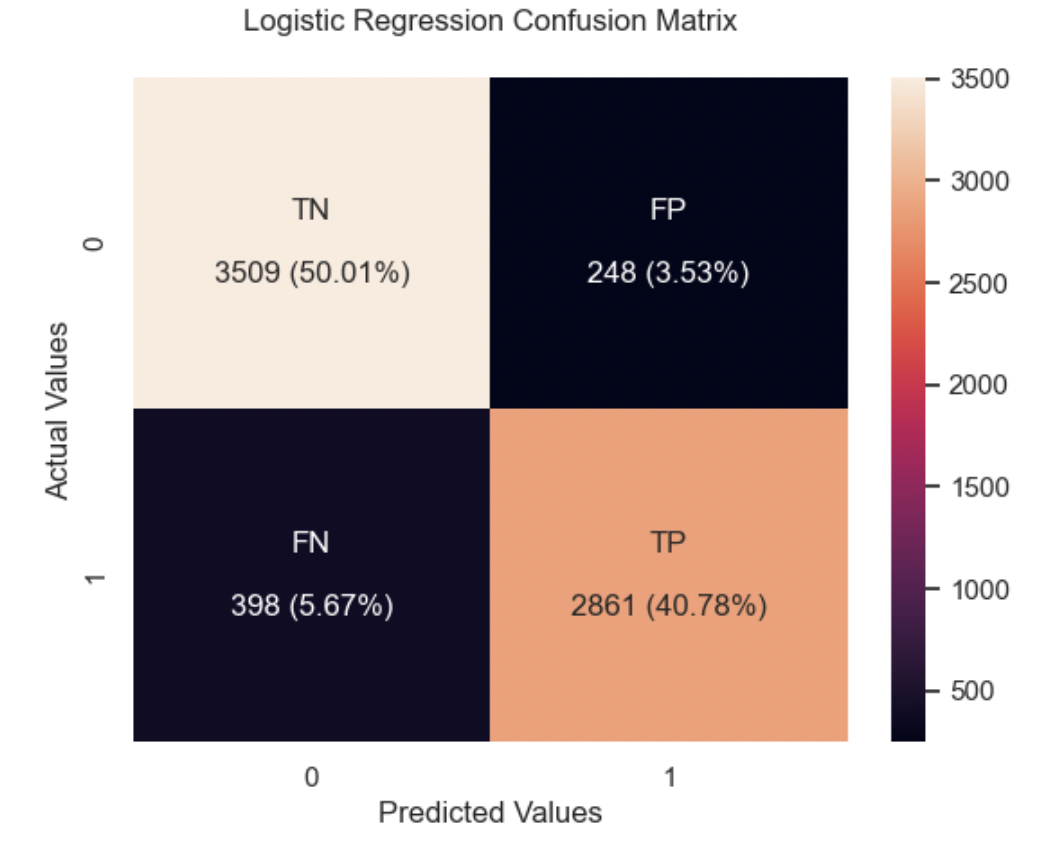 Logistic Regression Confusion Matrix
TN
3509 (50.01%)
FP
248 (3.53%)
FN
398 (5.67%)
TP
2861 (40.78%)
0
1
Actual Values
0
1
Predicted Values
3500
3000
2500
2000
1500
1000
500